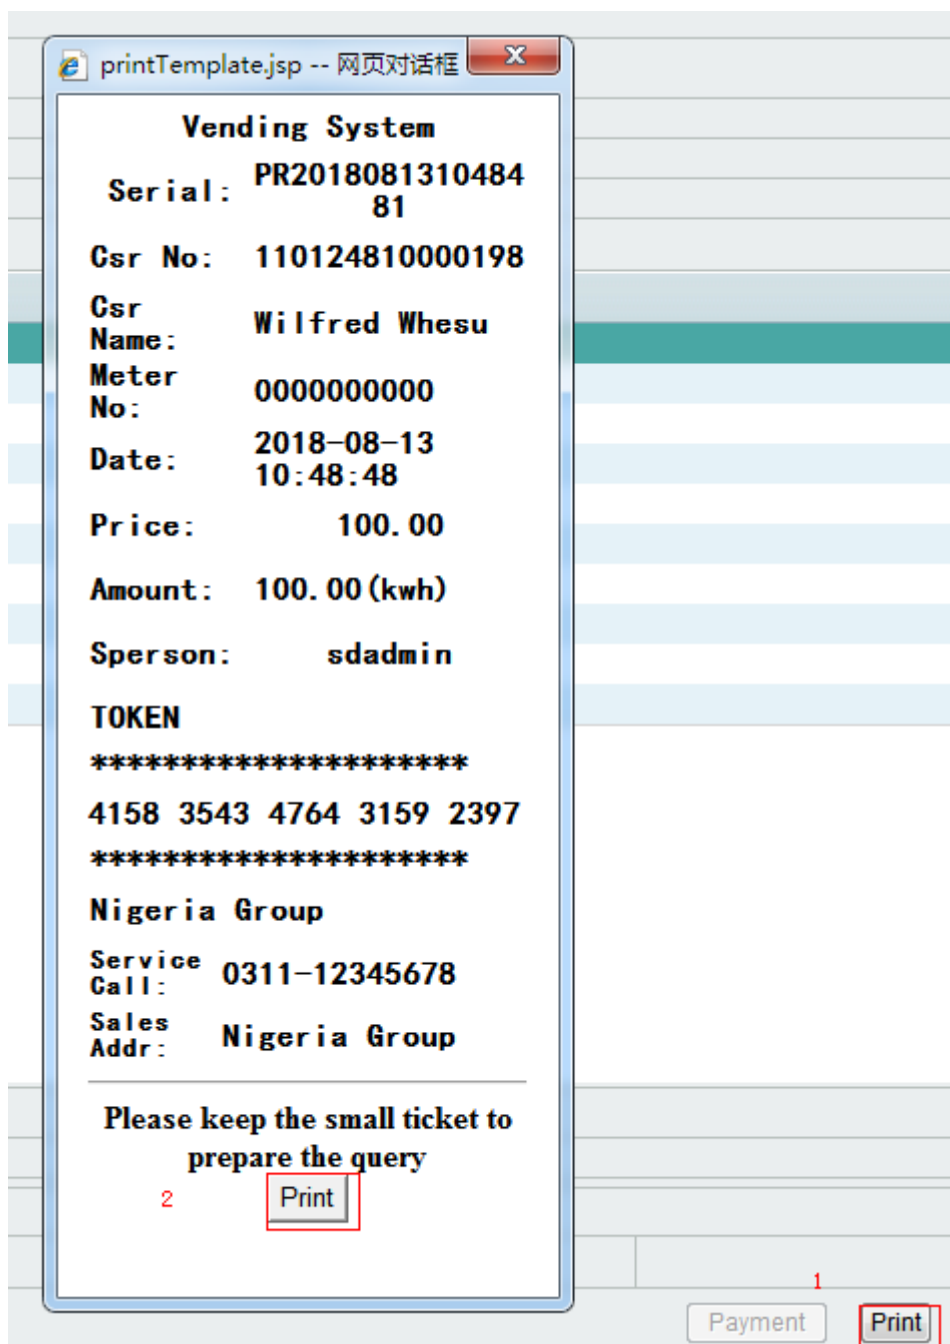 printTemplate.jsp -- 网页对话框
Vending System
Serial: PR2018081310484
81
Csr No: 110124810000198
Csr
Name: Wilfred Whesu
Meter
No: 0000000000
Date: 2018-08-13
10:48:48
Price: 100.00
Amount: 100.00(kwh)
Sperson: sdadmin
TOKEN
*********************
4158 3543 4764 3159 2397
*********************
Nigeria Group
Service
Call: 0311-12345678
Sales
Addr: Nigeria Group
Please keep the small ticket to
prepare the query
2 Print
1
Payment Print